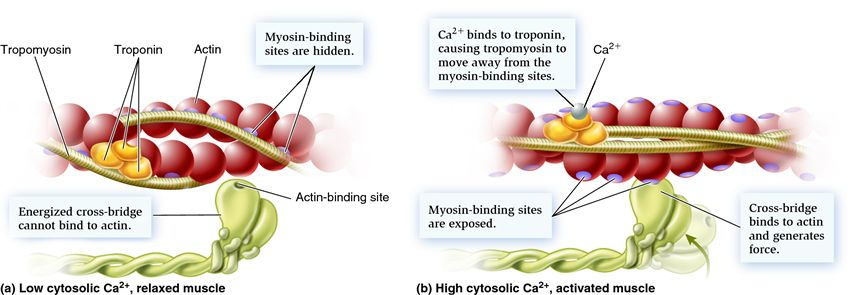 Tropomyosin
Troponin
Actin
Myosin-binding
sites are hidden.
Actin-binding site
Energized cross-bridge
cannot bind to actin.
(a) Low cytosolic Ca²⁺, relaxed muscle
Ca²⁺ binds to troponin,
causing tropomyosin to
move away from the
myosin-binding sites.
Ca²⁺
Myosin-binding sites
are exposed.
Cross-bridge
binds to actin
and generates
force.
(b) High cytosolic Ca²⁺, activated muscle